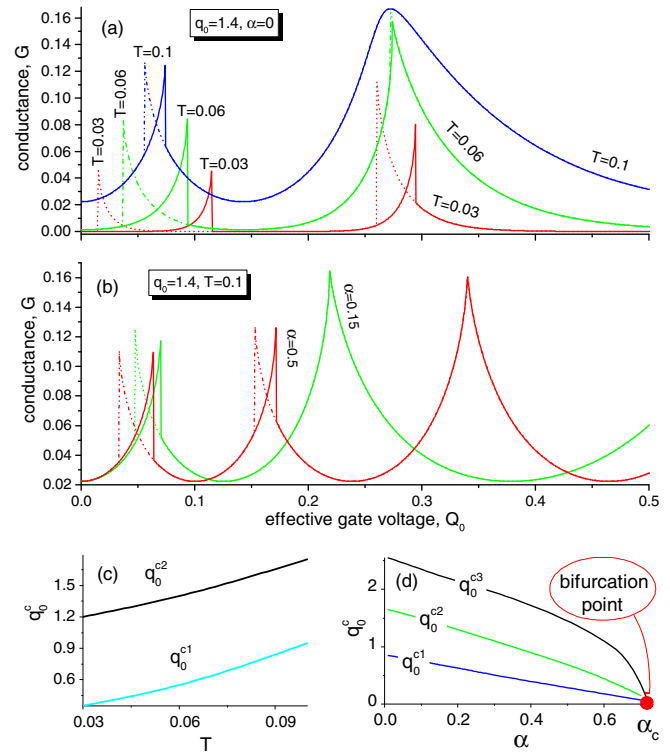 (a)
q₀=1.4, α=0
conductance, G
0.16
0.14
0.12
0.10
0.08
0.06
0.04
0.02
0.00
T=0.03
T=0.06
T=0.1
T=0.06
T=0.03
T=0.06
T=0.03
T=0.1
(b)
q₀=1.4, T=0.1
conductance, G
0.16
0.14
0.12
0.10
0.08
0.06
0.04
0.02
α=0.5
α=0.15
0.0 0.1 0.2 0.3 0.4 0.5
effective gate voltage, Q₀
(c)
q₀ᶜ
1.5
1.2
0.9
0.6
q₀ᶜ²
q₀ᶜ¹
0.03 0.06 0.09
T
(d)
q₀ᶜ
2
1
0
q₀ᶜ³
q₀ᶜ²
q₀ᶜ¹
bifurcation
point
0.0 0.2 0.4 0.6
α
α_c